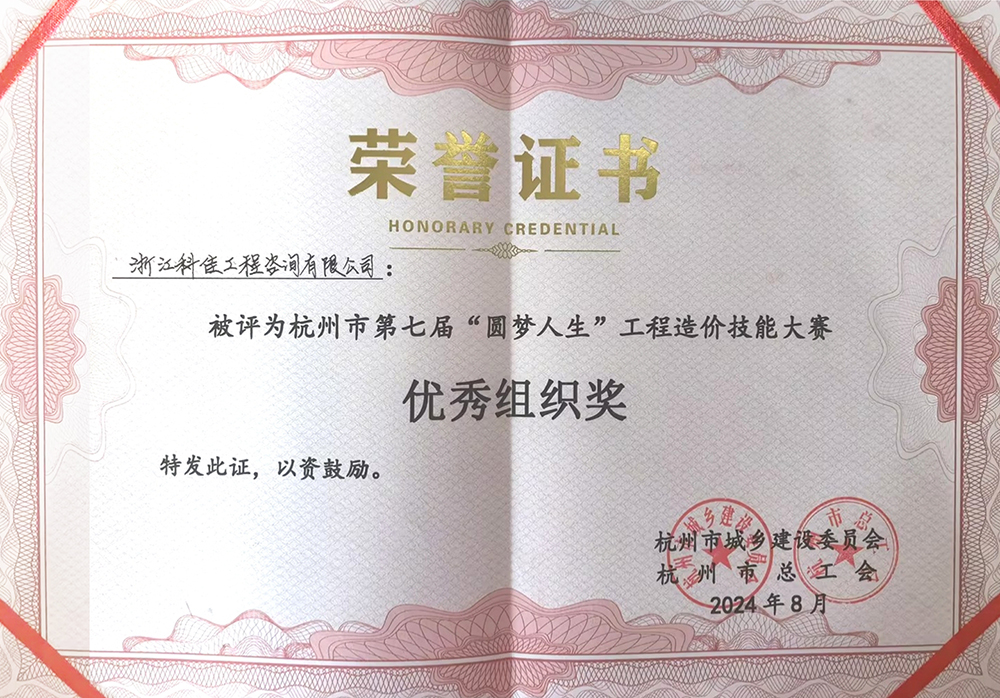 荣誉证书
HONORARY CREDENTIAL
浙江科佳工程咨询有限公司：
被评为杭州市第七届“圆梦人生”工程造价技能大赛
优秀组织奖
特发此证，以资鼓励。
杭州市城乡建设委员会
杭州市总工会
2024年8月